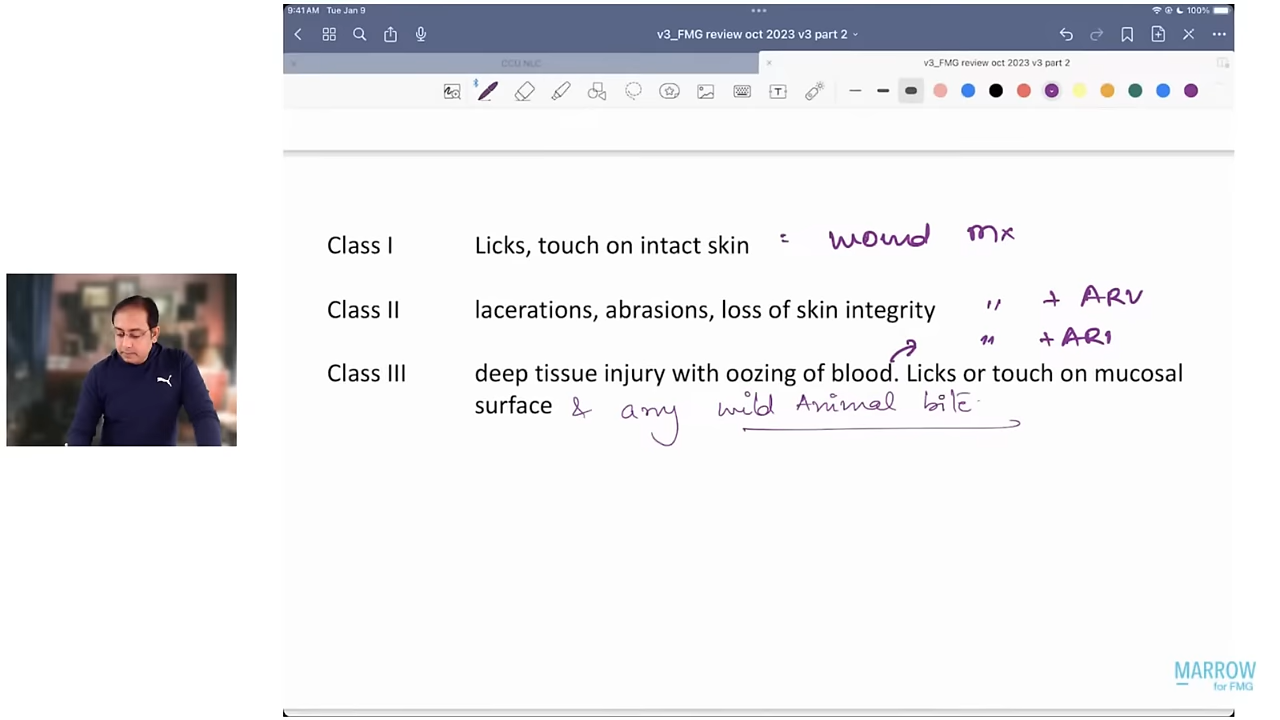 9:41 AM Tue Jan 9
100%
v3_FMG review oct 2023 v3 part 2
CCU NLC
v3_FMG review oct 2023 v3 part 2
Class I Licks, touch on intact skin = wound mx
Class II lacerations, abrasions, loss of skin integrity " + ARV
" + ARI
Class III deep tissue injury with oozing of blood. Licks or touch on mucosal
surface & any wild Animal bite
MARROW
for FMG